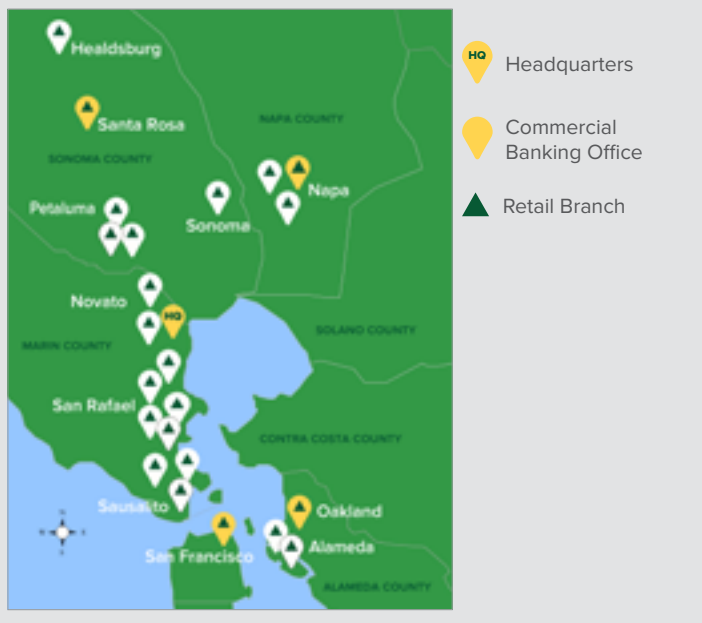 Healdsburg
Santa Rosa
NAPA COUNTY
SONOMA COUNTY
Napa
Petaluma
Sonoma
Novato
HQ
SOLANO COUNTY
MARIN COUNTY
San Rafael
CONTRA COSTA COUNTY
Sausalito
Oakland
San Francisco
Alameda
ALAMEDA COUNTY
HQ
Headquarters
Commercial
Banking Office
Retail Branch